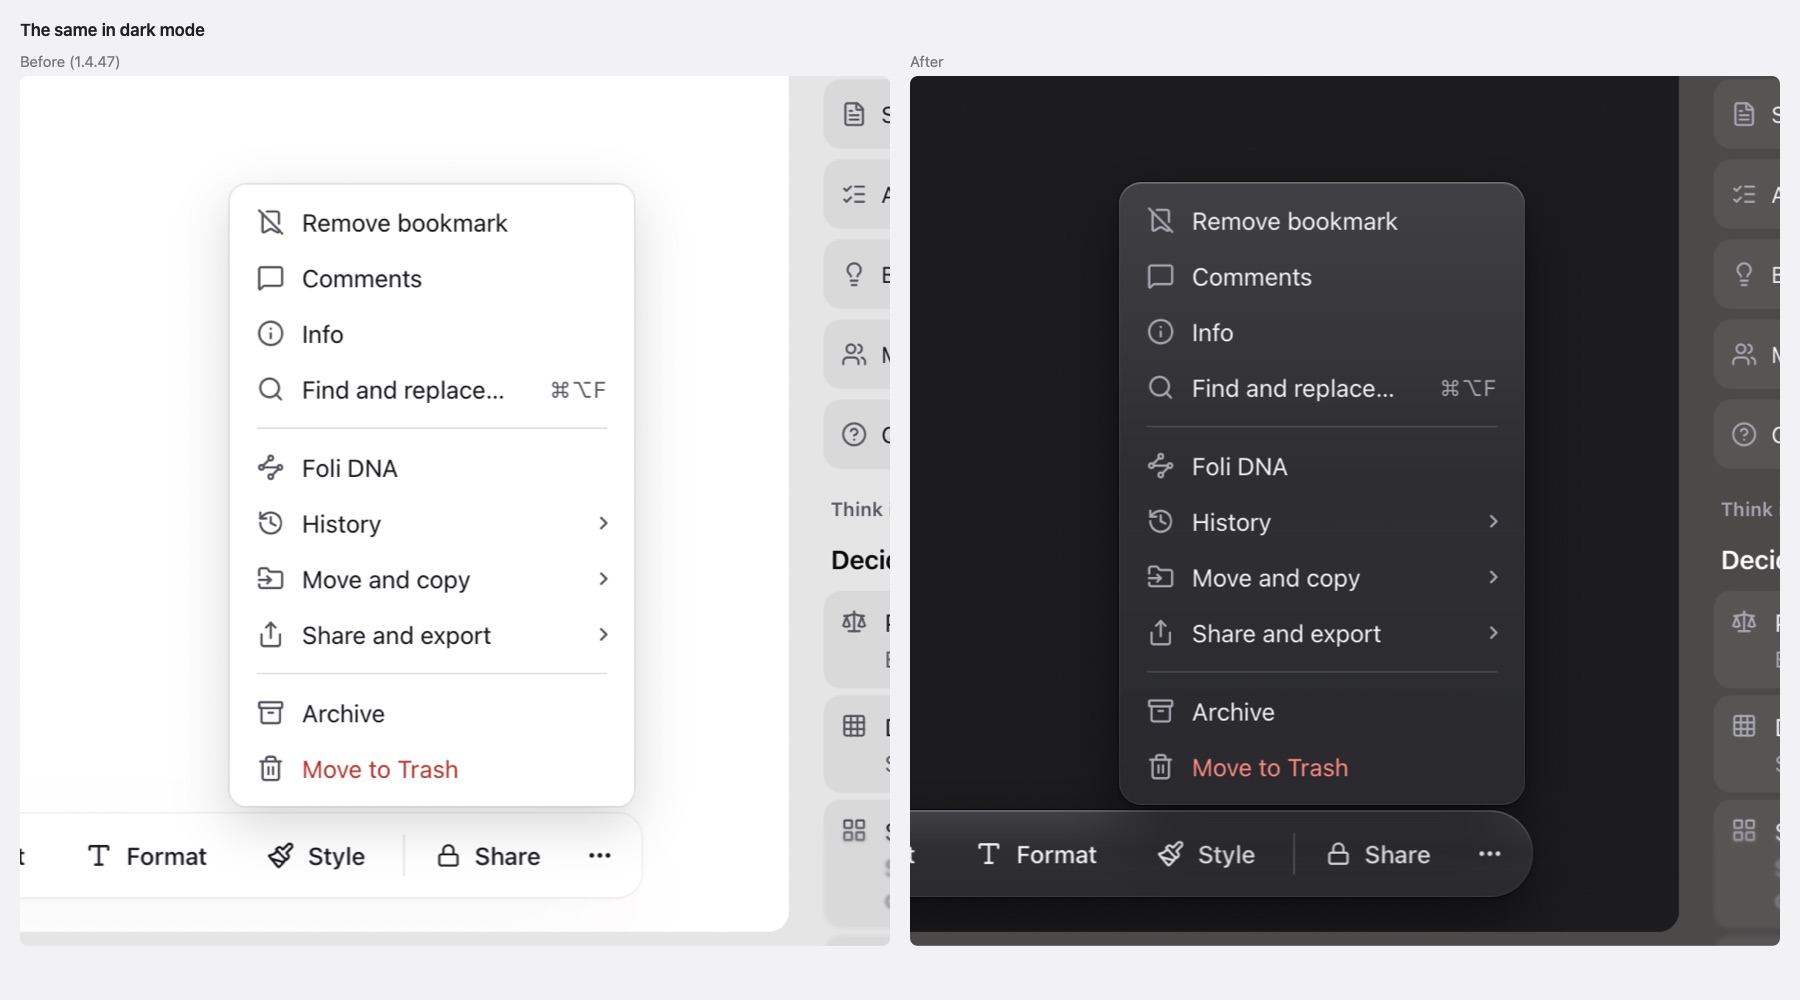 The same in dark mode
Before (1.4.47)
After
Remove bookmark
Comments
Info
Find and replace... ⌘⌥F
Foli DNA
History
Move and copy
Share and export
Archive
Move to Trash
Format
Style
Share
Think
Remove bookmark
Comments
Info
Find and replace... ⌘⌥F
Foli DNA
History
Move and copy
Share and export
Archive
Move to Trash
Format
Style
Share
Think